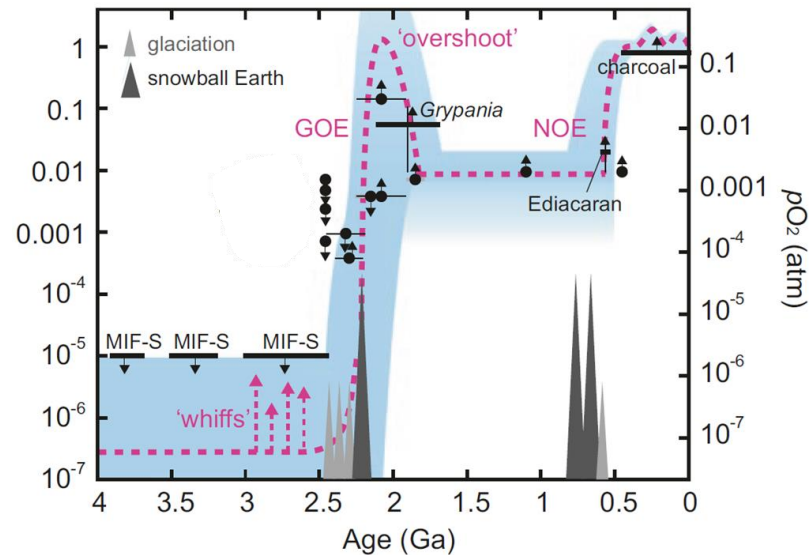 glaciation
snowball Earth
'overshoot'
GOE
Grypania
NOE
charcoal
Ediacaran
MIF-S MIF-S MIF-S
'whiffs'
1
0.1
0.01
0.001
10-4
10-5
10-6
10-7
0.1
0.01
0.001
10-4
10-5
10-6
10-7
pO2 (atm)
4 3.5 3 2.5 2 1.5 1 0.5 0
Age (Ga)